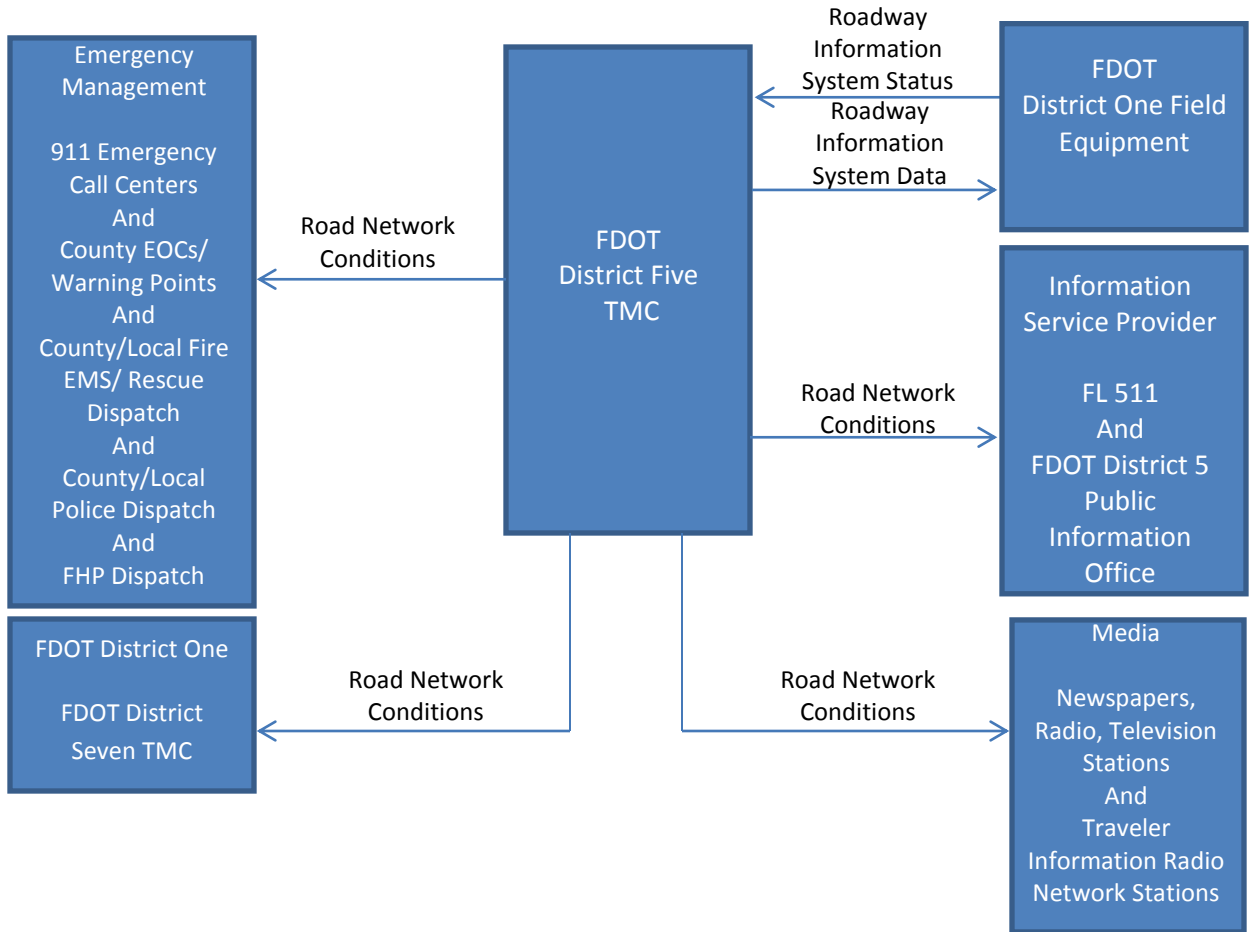 Emergency
Management
911 Emergency
Call Centers
And
County EOCs/
Warning Points
And
County/Local Fire
EMS/ Rescue
Dispatch
And
County/Local
Police Dispatch
And
FHP Dispatch
Road Network
Conditions
FDOT
District Five
TMC
Roadway
Information
System Status
Roadway
Information
System Data
FDOT
District One Field
Equipment
Road Network
Conditions
Information
Service Provider
FL 511
And
FDOT District 5
Public
Information
Office
FDOT District One
FDOT District
Seven TMC
Road Network
Conditions
Road Network
Conditions
Media
Newspapers,
Radio, Television
Stations
And
Traveler
Information Radio
Network Stations